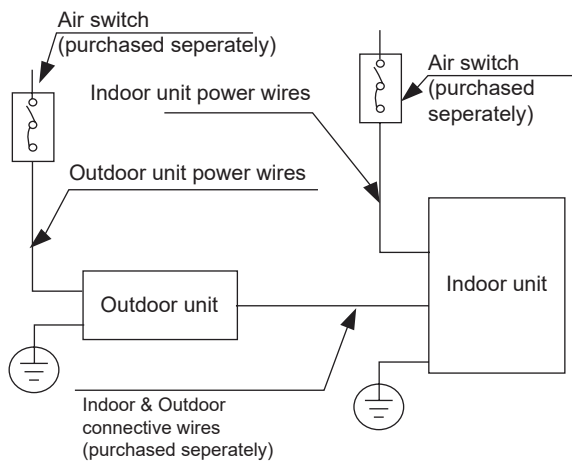 Air switch
(purchased seperately)
Air switch
(purchased
seperately)
Indoor unit power wires
Outdoor unit power wires
Outdoor unit
Indoor unit
Indoor & Outdoor
connective wires
(purchased seperately)